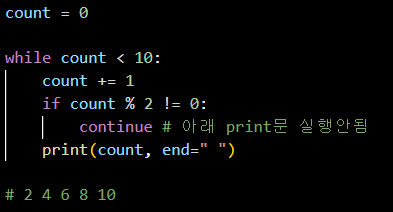 count = 0
while count < 10:
    count += 1
    if count % 2 != 0:
        continue # 아래 print문 실행안됨
    print(count, end=" ")
# 2 4 6 8 10